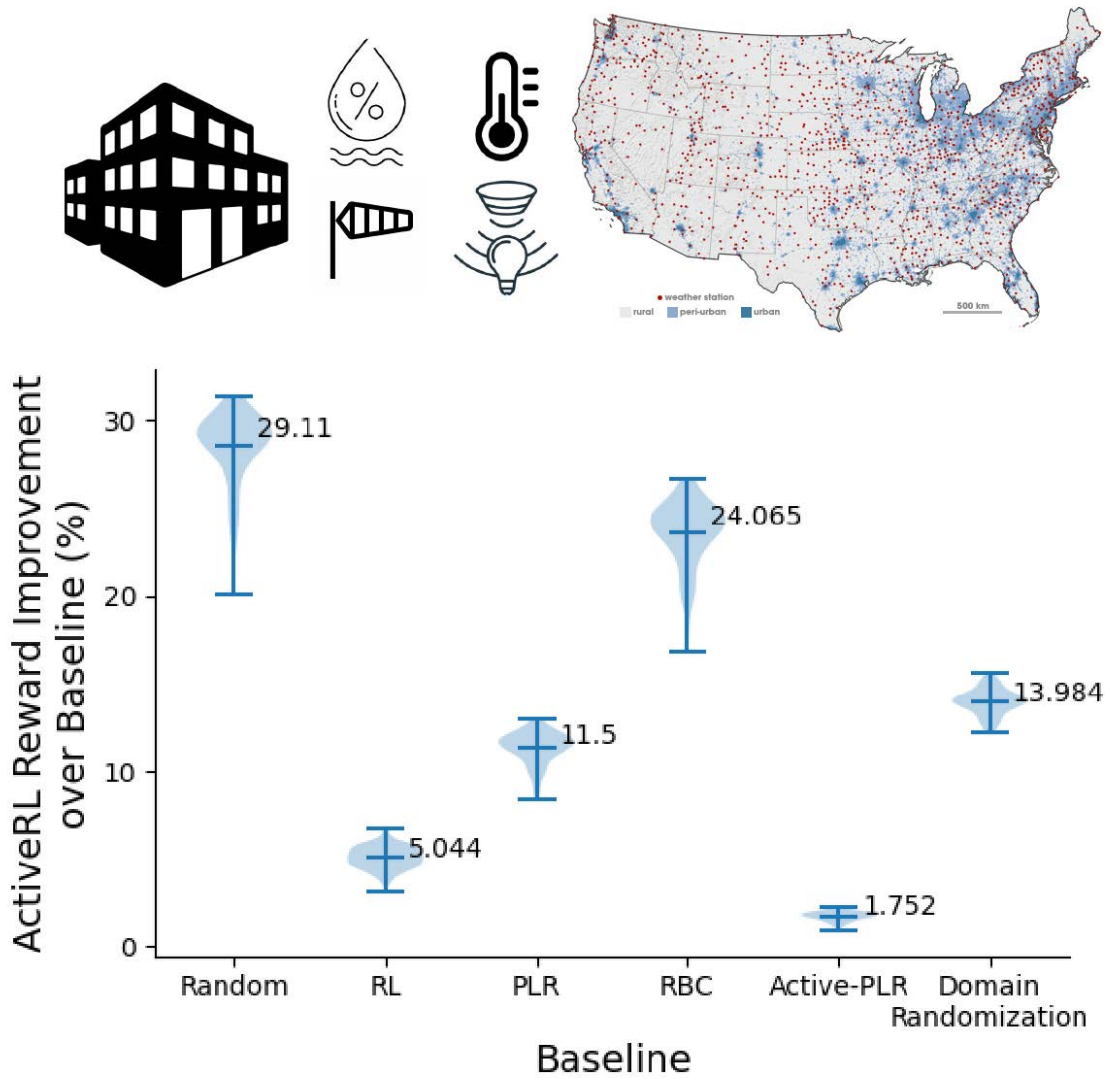 %
weather station
rural peri-urban urban
500 km
ActiveRL Reward Improvement
over Baseline (%)
30
20
10
0
29.11
5.044
11.5
24.065
1.752
13.984
Random RL PLR RBC Active-PLR Domain
Randomization
Baseline